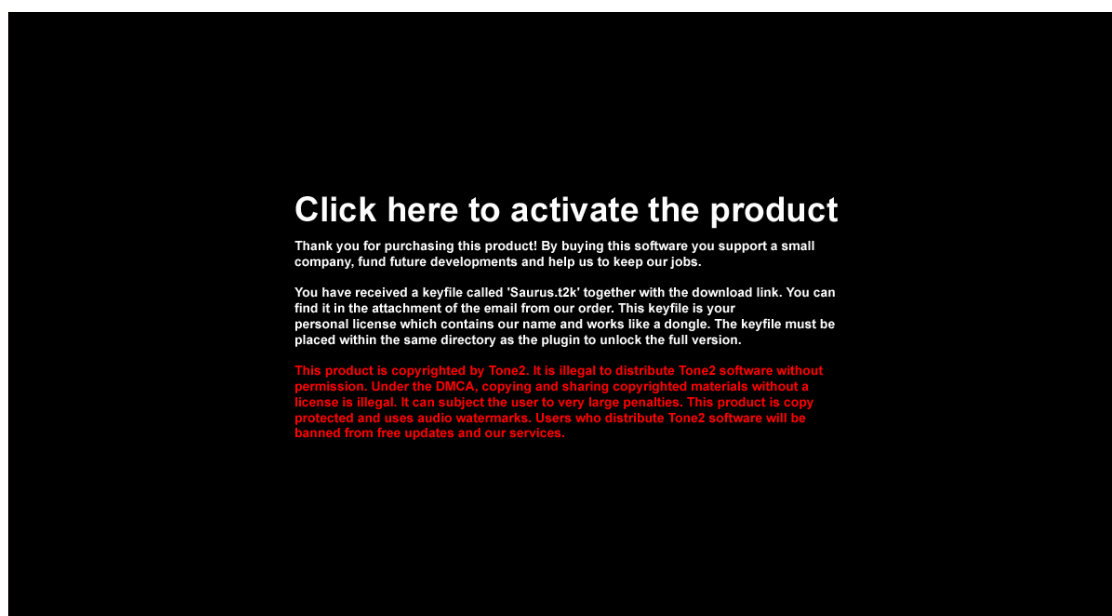 Click here to activate the product
Thank you for purchasing this product! By buying this software you support a small
company, fund future developments and help us to keep our jobs.
You have received a keyfile called 'Saurus.t2k' together with the download link. You can
find it in the attachment of the email from our order. This keyfile is your
personal license which contains our name and works like a dongle. The keyfile must be
placed within the same directory as the plugin to unlock the full version.
This product is copyrighted by Tone2. It is illegal to distribute Tone2 software without
permission. Under the DMCA, copying and sharing copyrighted materials without a
license is illegal. It can subject the user to very large penalties. This product is copy
protected and uses audio watermarks. Users who distribute Tone2 software will be
banned from free updates and our services.